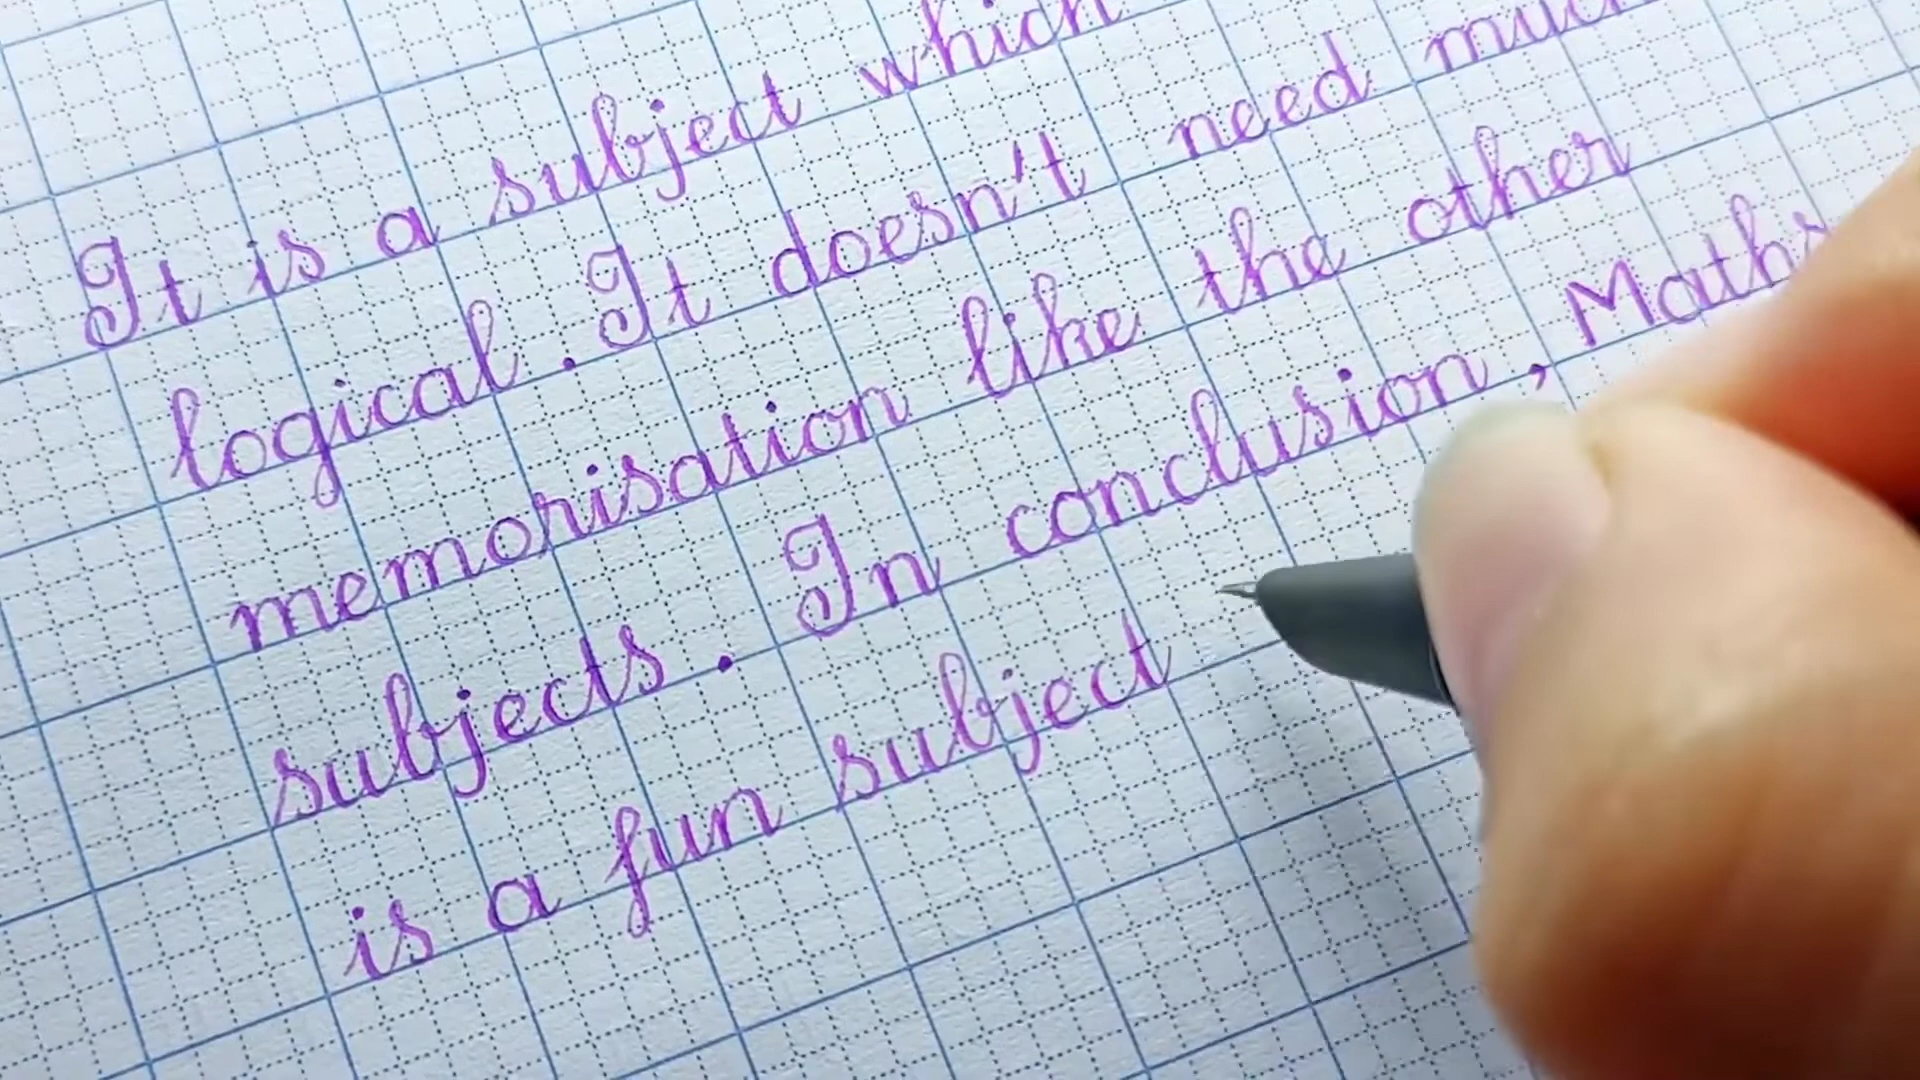 It is a subject which
logical. It doesn't need much
memorisation like the other
subjects. In conclusion, Maths
is a fun subject